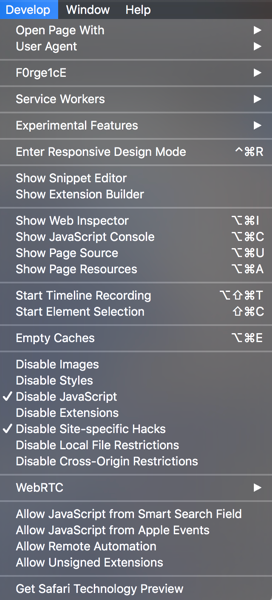 Develop Window Help
Open Page With
User Agent
F0rge1cE
Service Workers
Experimental Features
Enter Responsive Design Mode ^⌘R
Show Snippet Editor
Show Extension Builder
Show Web Inspector ⌥⌘I
Show JavaScript Console ⌥⌘C
Show Page Source ⌥⌘U
Show Page Resources ⌥⌘A
Start Timeline Recording ⌥⇧⌘T
Start Element Selection ⇧⌘C
Empty Caches ⌥⌘E
Disable Images
Disable Styles
✓ Disable JavaScript
Disable Extensions
✓ Disable Site-specific Hacks
Disable Local File Restrictions
Disable Cross-Origin Restrictions
WebRTC
Allow JavaScript from Smart Search Field
Allow JavaScript from Apple Events
Allow Remote Automation
Allow Unsigned Extensions
Get Safari Technology Preview